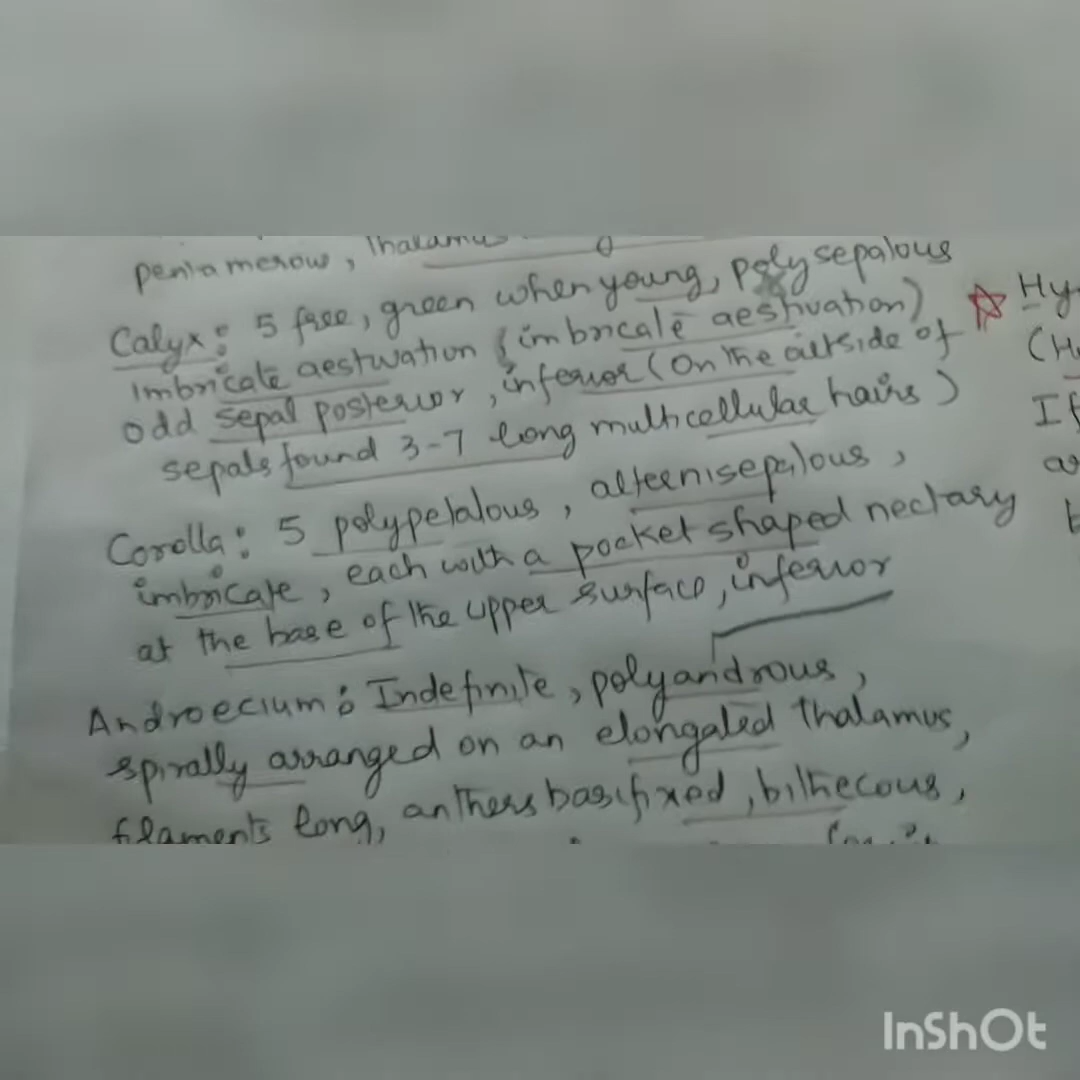 pentamerow, Thalamus
Calyx: 5 free, green when young, polysepalous
imbricate aestwation (imbricate aestivation)
odd sepal posterior, inferior (On the outside of
sepals found 3-7 long multicellular hairs)
Corolla: 5 polypetalous, alternisepalous,
imbricate, each with a pocket shaped nectary
at the base of the upper surface, inferior
Androecium: Indefinite, polyandrous,
spirally arranged on an elongated thalamus,
filaments long, anthers basifixed, bithecous,
Hy
(H
If
InShOt